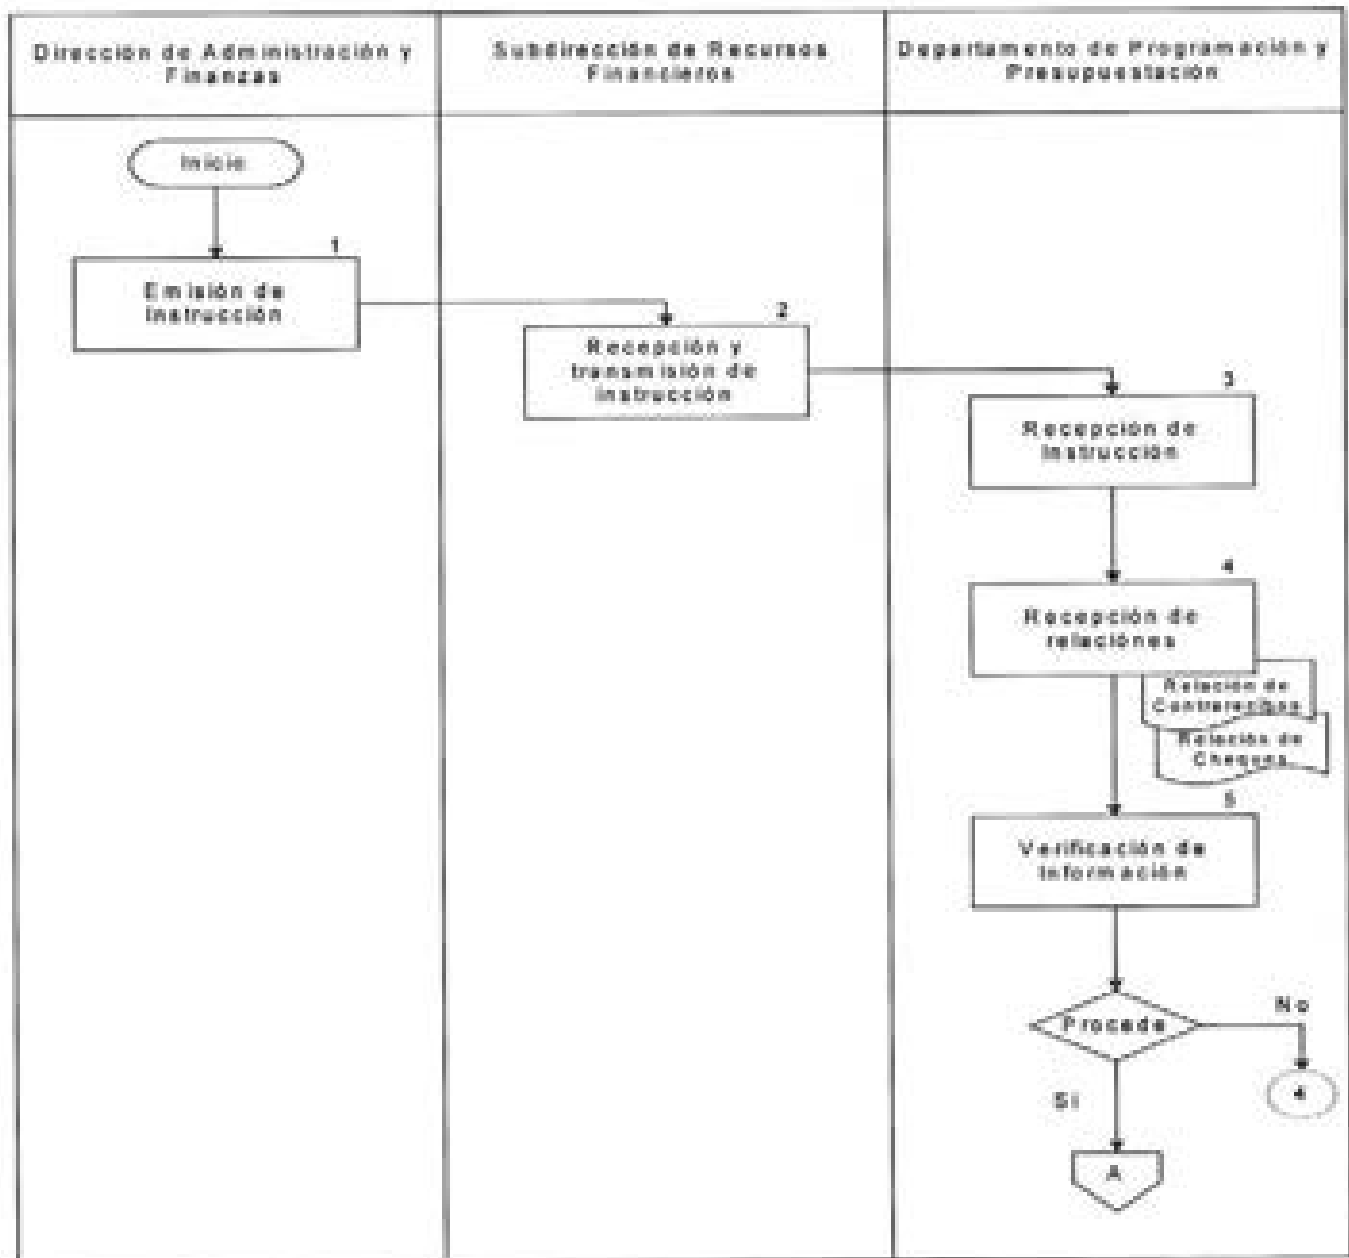 Dirección de Administración y
Finanzas
Subdirección de Recursos
Financieros
Departamento de Programación y
Presupuestación
Inicio
1
Emisión de
Instrucción
2
Recepción y
transmisión de
instrucción
3
Recepción de
Instrucción
4
Recepción de
relaciónes
Relación de
Contrarecibos
Relación de
Cheques
5
Verificación de
Información
Procede
No
4
Si
A